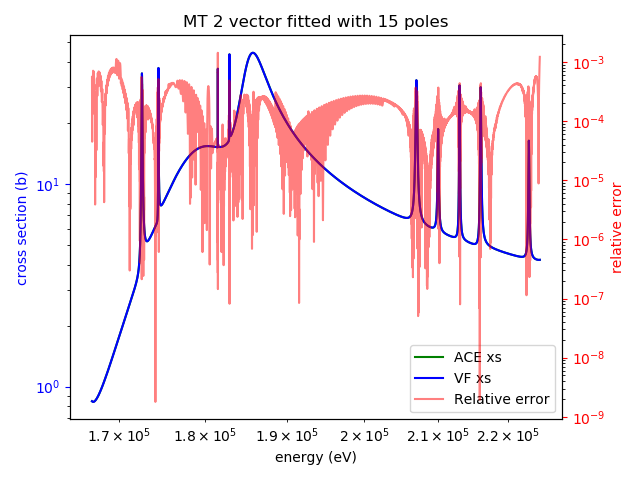 MT 2 vector fitted with 15 poles
cross section (b)
10¹
10⁰
10⁻³
10⁻⁴
10⁻⁵
10⁻⁶
10⁻⁷
10⁻⁸
10⁻⁹
relative error
ACE xs
VF xs
Relative error
1.7 × 10⁵ 1.8 × 10⁵ 1.9 × 10⁵ 2 × 10⁵ 2.1 × 10⁵ 2.2 × 10⁵
energy (eV)